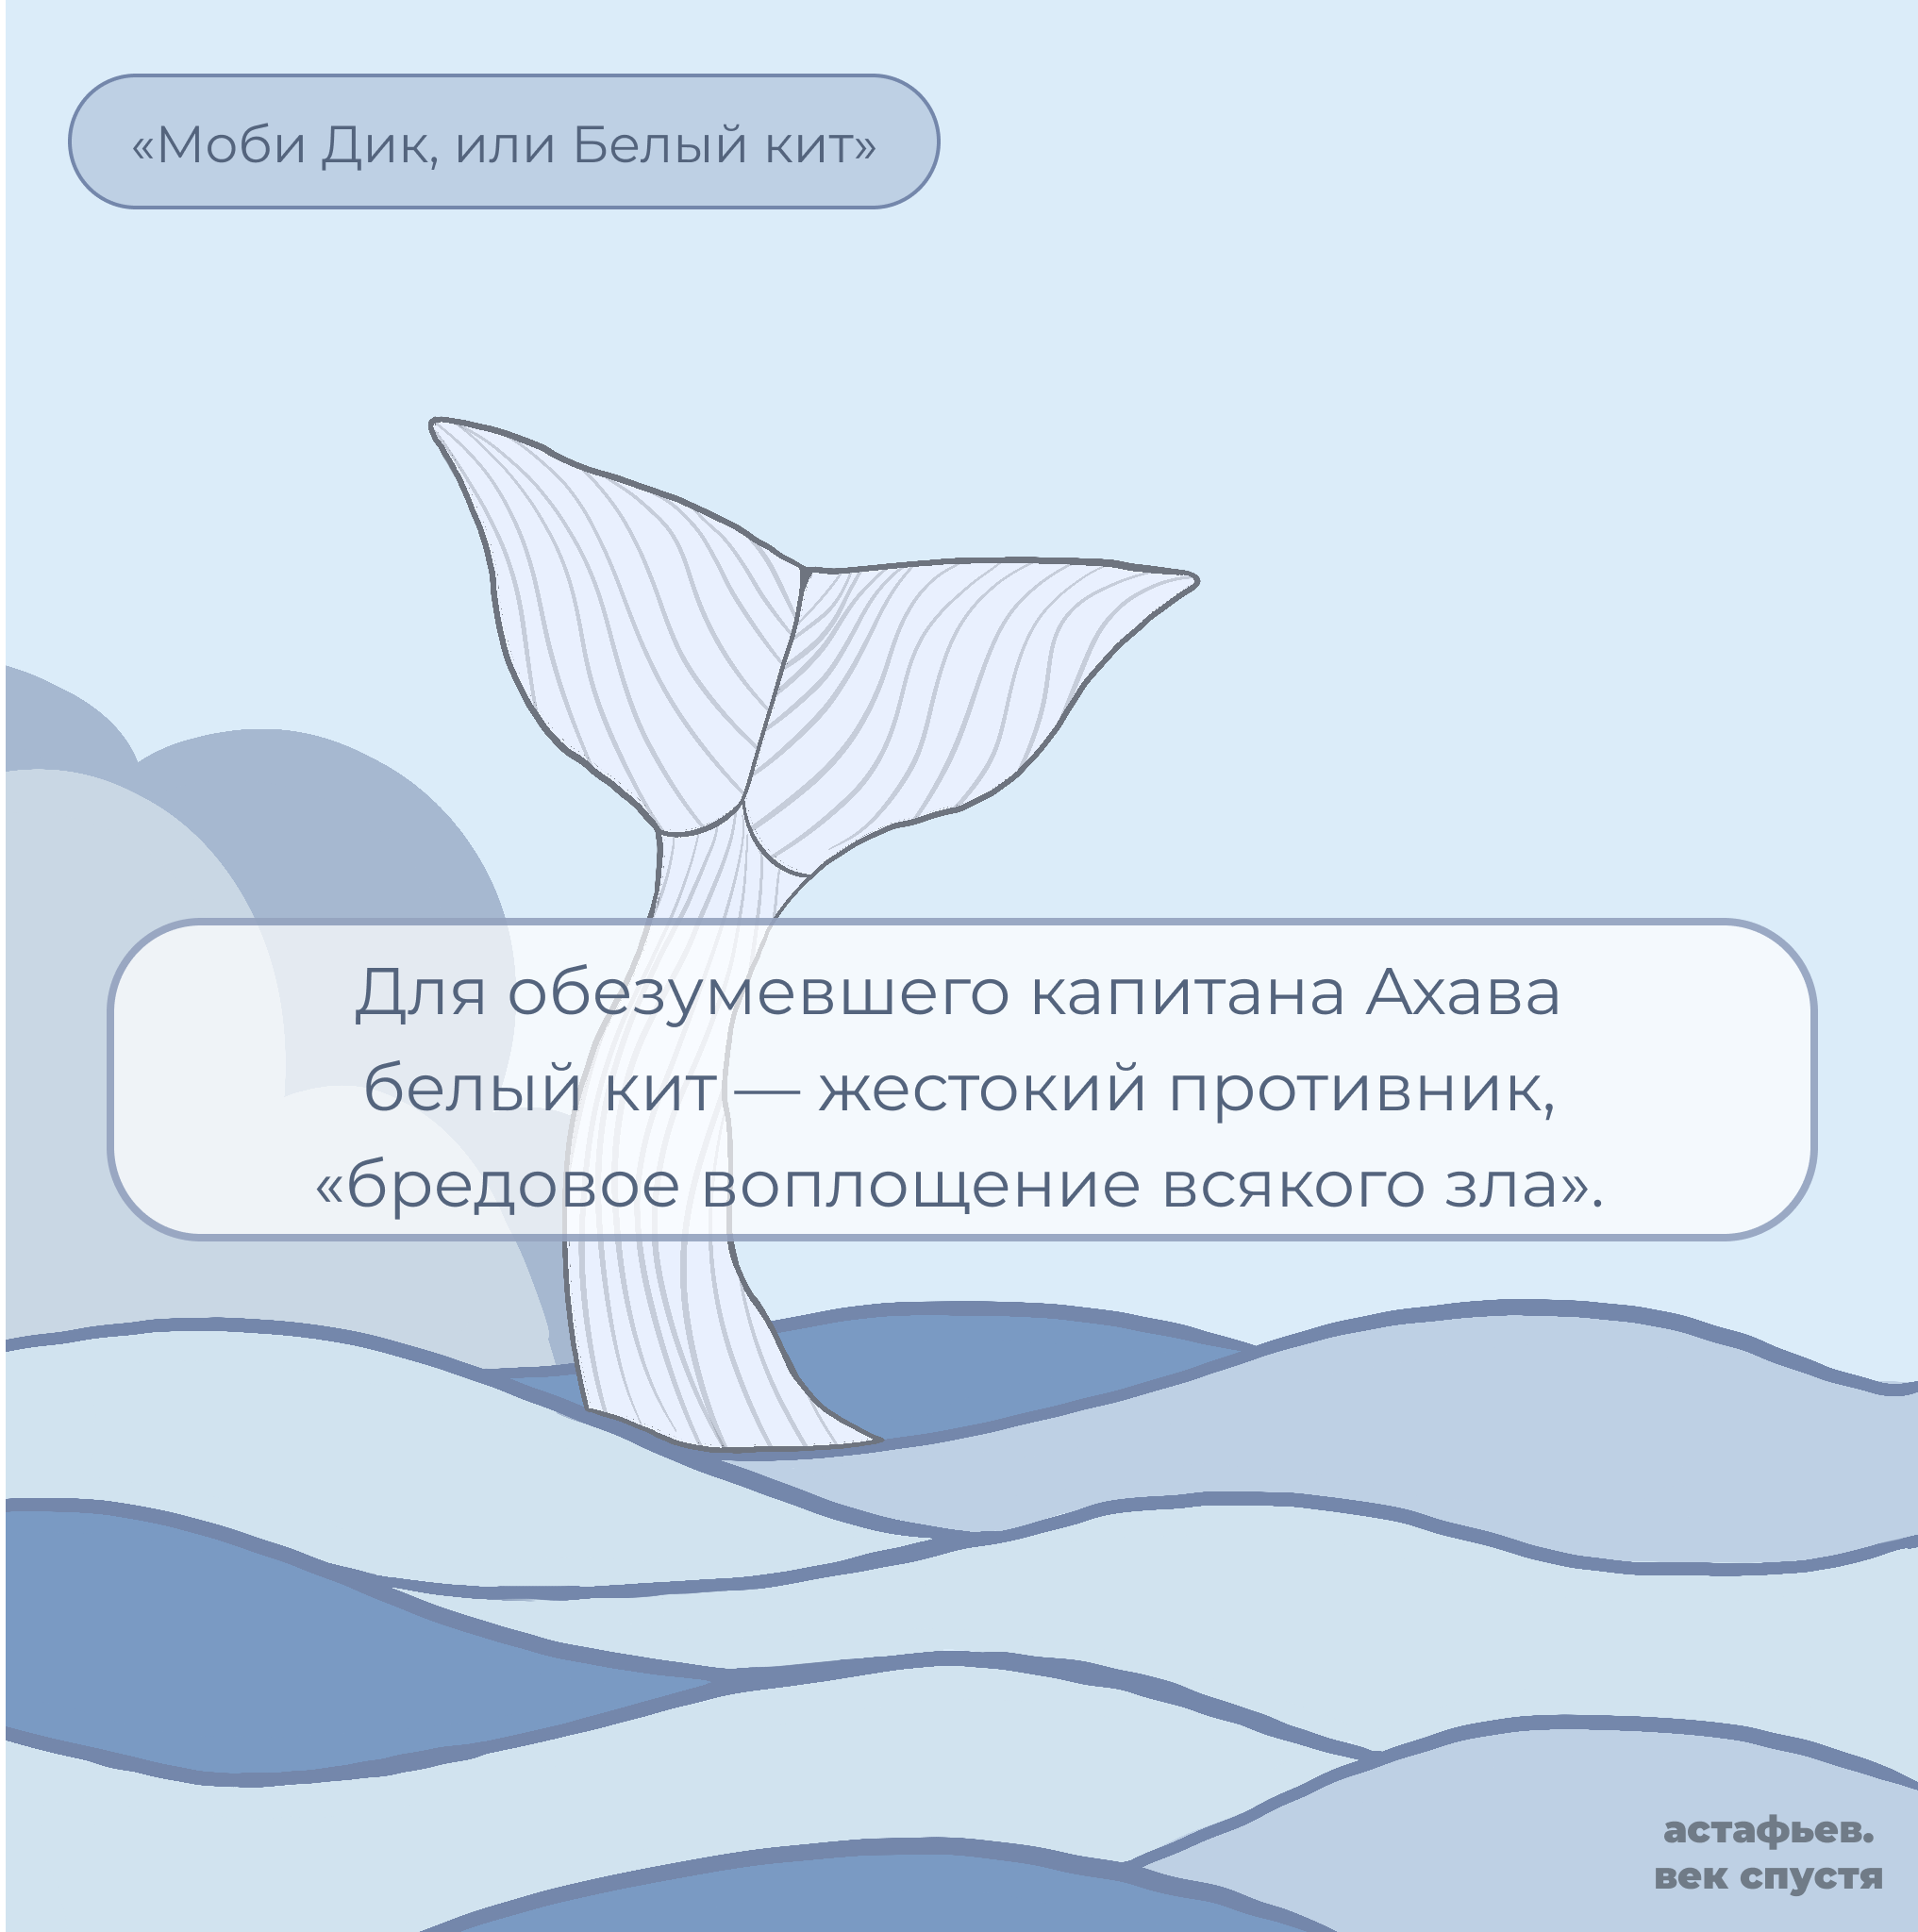 «Моби Дик, или Белый кит»
Для обезумевшего капитана Ахава
белый кит — жестокий противник,
«бредовое воплощение всякого зла».
астафьев.
век спустя